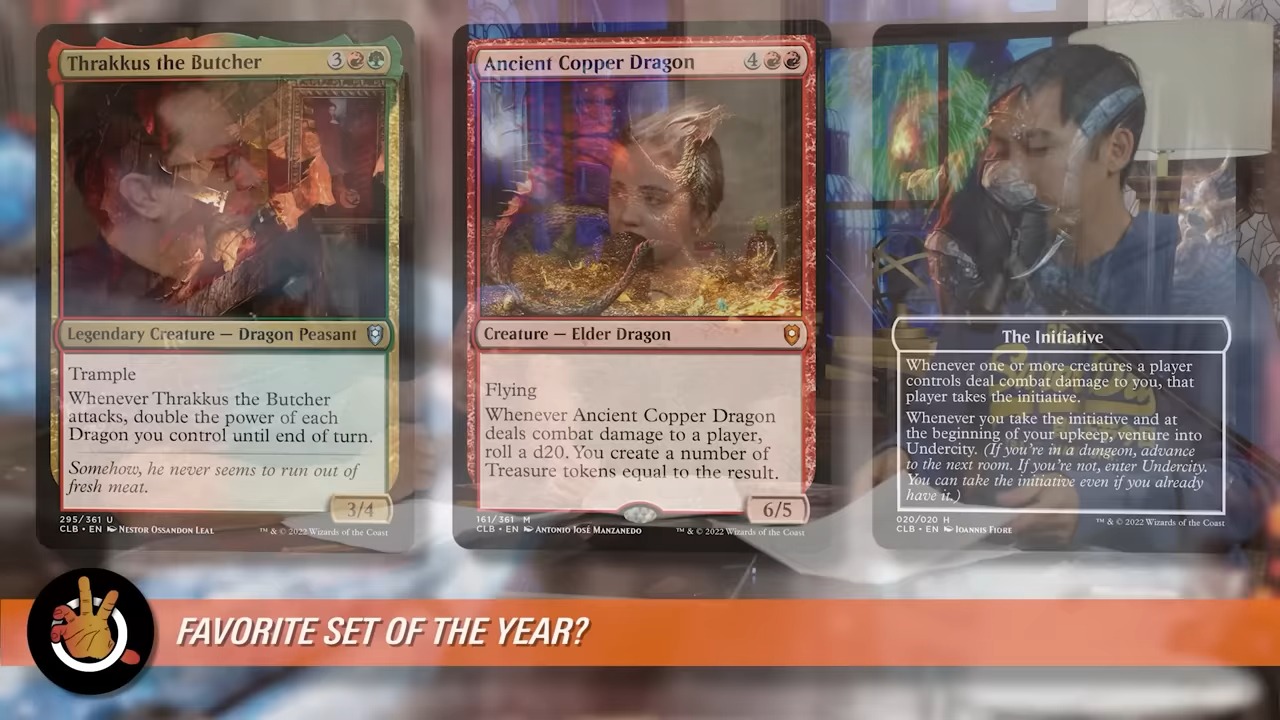 Thrakkus the Butcher
3
Legendary Creature — Dragon Peasant
Trample
Whenever Thrakkus the Butcher
attacks, double the power of each
Dragon you control until end of turn.
Somehow, he never seems to run out of
fresh meat.
3/4
295/361 U
CLB • EN Nestor Ossandon Leal
™ & © 2022 Wizards of the Coast
Ancient Copper Dragon
4
Creature — Elder Dragon
Flying
Whenever Ancient Copper Dragon
deals combat damage to a player,
roll a d20. You create a number of
Treasure tokens equal to the result.
6/5
161/361 M
CLB • EN Antonio José Manzanedo
™ & © 2022 Wizards of the Coast
The Initiative
Whenever one or more creatures a player
controls deal combat damage to you, that
player takes the initiative.
Whenever you take the initiative and at
the beginning of your upkeep, venture into
Undercity. (If you're in a dungeon, advance
to the next room. If you're not, enter Undercity.
You can take the initiative even if you already
have it.)
020/020 H
CLB • EN Ioannis Fiore
™ & © 2022 Wizards of the Coast
FAVORITE SET OF THE YEAR?